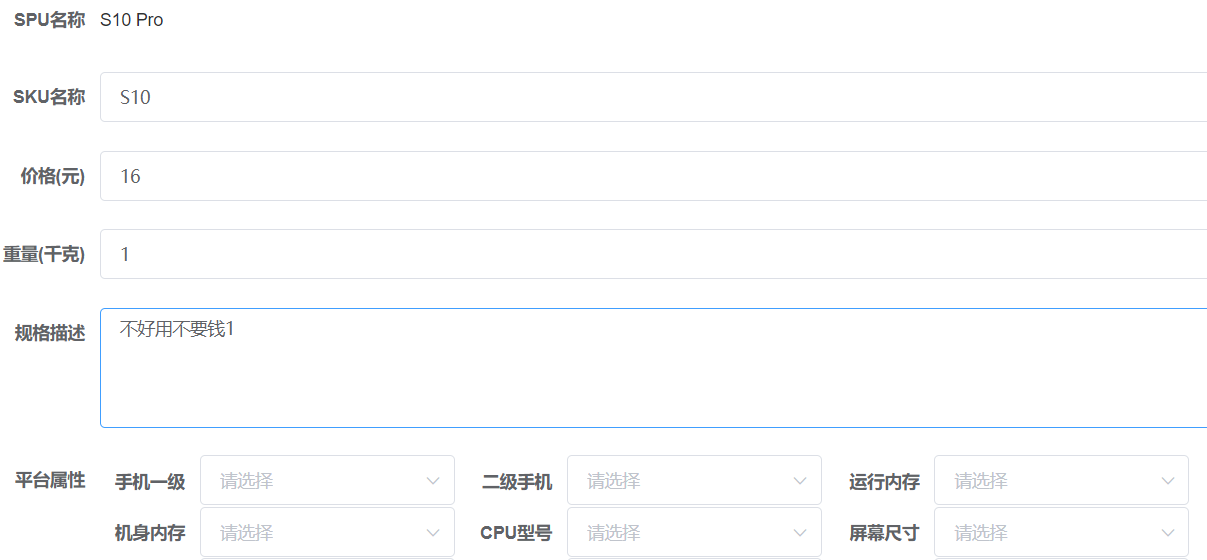 SPU名称 S10 Pro
SKU名称 S10
价格(元) 16
重量(千克) 1
规格描述 不好用不要钱1
平台属性 手机一级 请选择 二级手机 请选择 运行内存 请选择
机身内存 请选择 CPU型号 请选择 屏幕尺寸 请选择